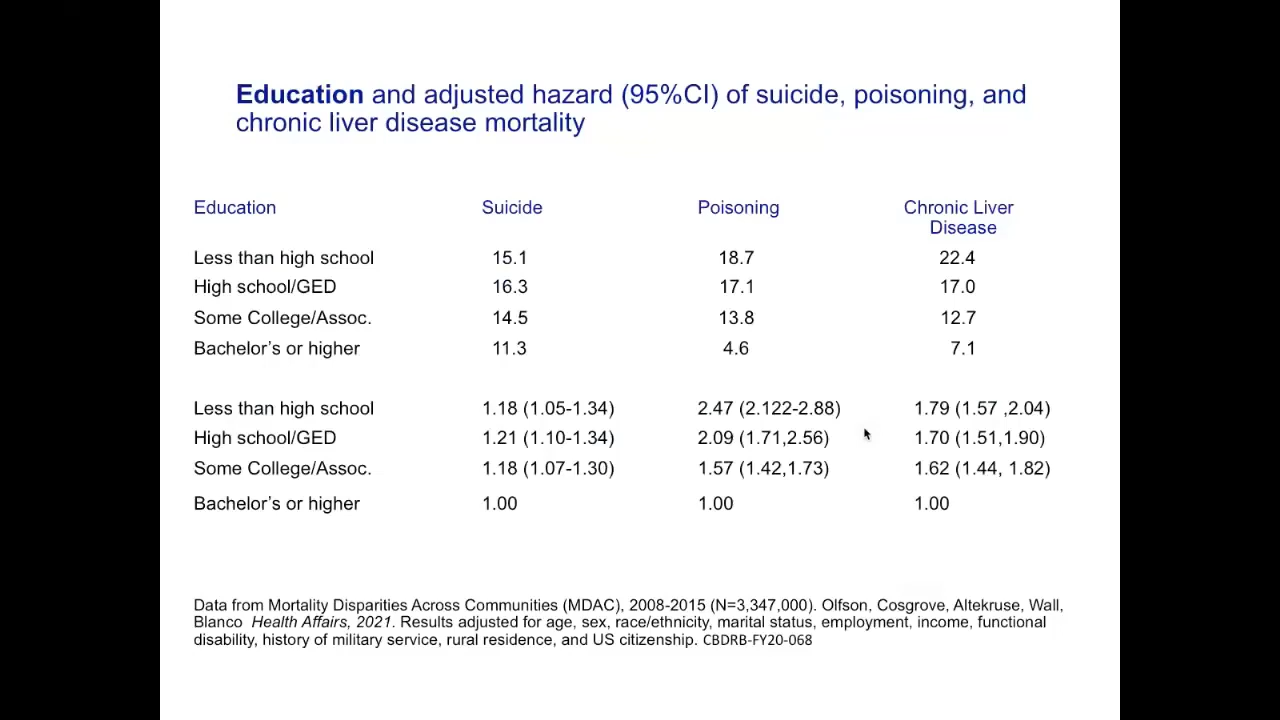 Education and adjusted hazard (95%CI) of suicide, poisoning, and
chronic liver disease mortality
Education Suicide Poisoning Chronic Liver
Disease
Less than high school 15.1 18.7 22.4
High school/GED 16.3 17.1 17.0
Some College/Assoc. 14.5 13.8 12.7
Bachelor’s or higher 11.3 4.6 7.1
Less than high school 1.18 (1.05-1.34) 2.47 (2.122-2.88) 1.79 (1.57 ,2.04)
High school/GED 1.21 (1.10-1.34) 2.09 (1.71,2.56) 1.70 (1.51,1.90)
Some College/Assoc. 1.18 (1.07-1.30) 1.57 (1.42,1.73) 1.62 (1.44, 1.82)
Bachelor’s or higher 1.00 1.00 1.00
Data from Mortality Disparities Across Communities (MDAC), 2008-2015 (N=3,347,000). Olfson, Cosgrove, Altekruse, Wall,
Blanco Health Affairs, 2021. Results adjusted for age, sex, race/ethnicity, marital status, employment, income, functional
disability, history of military service, rural residence, and US citizenship. CBDRB-FY20-068